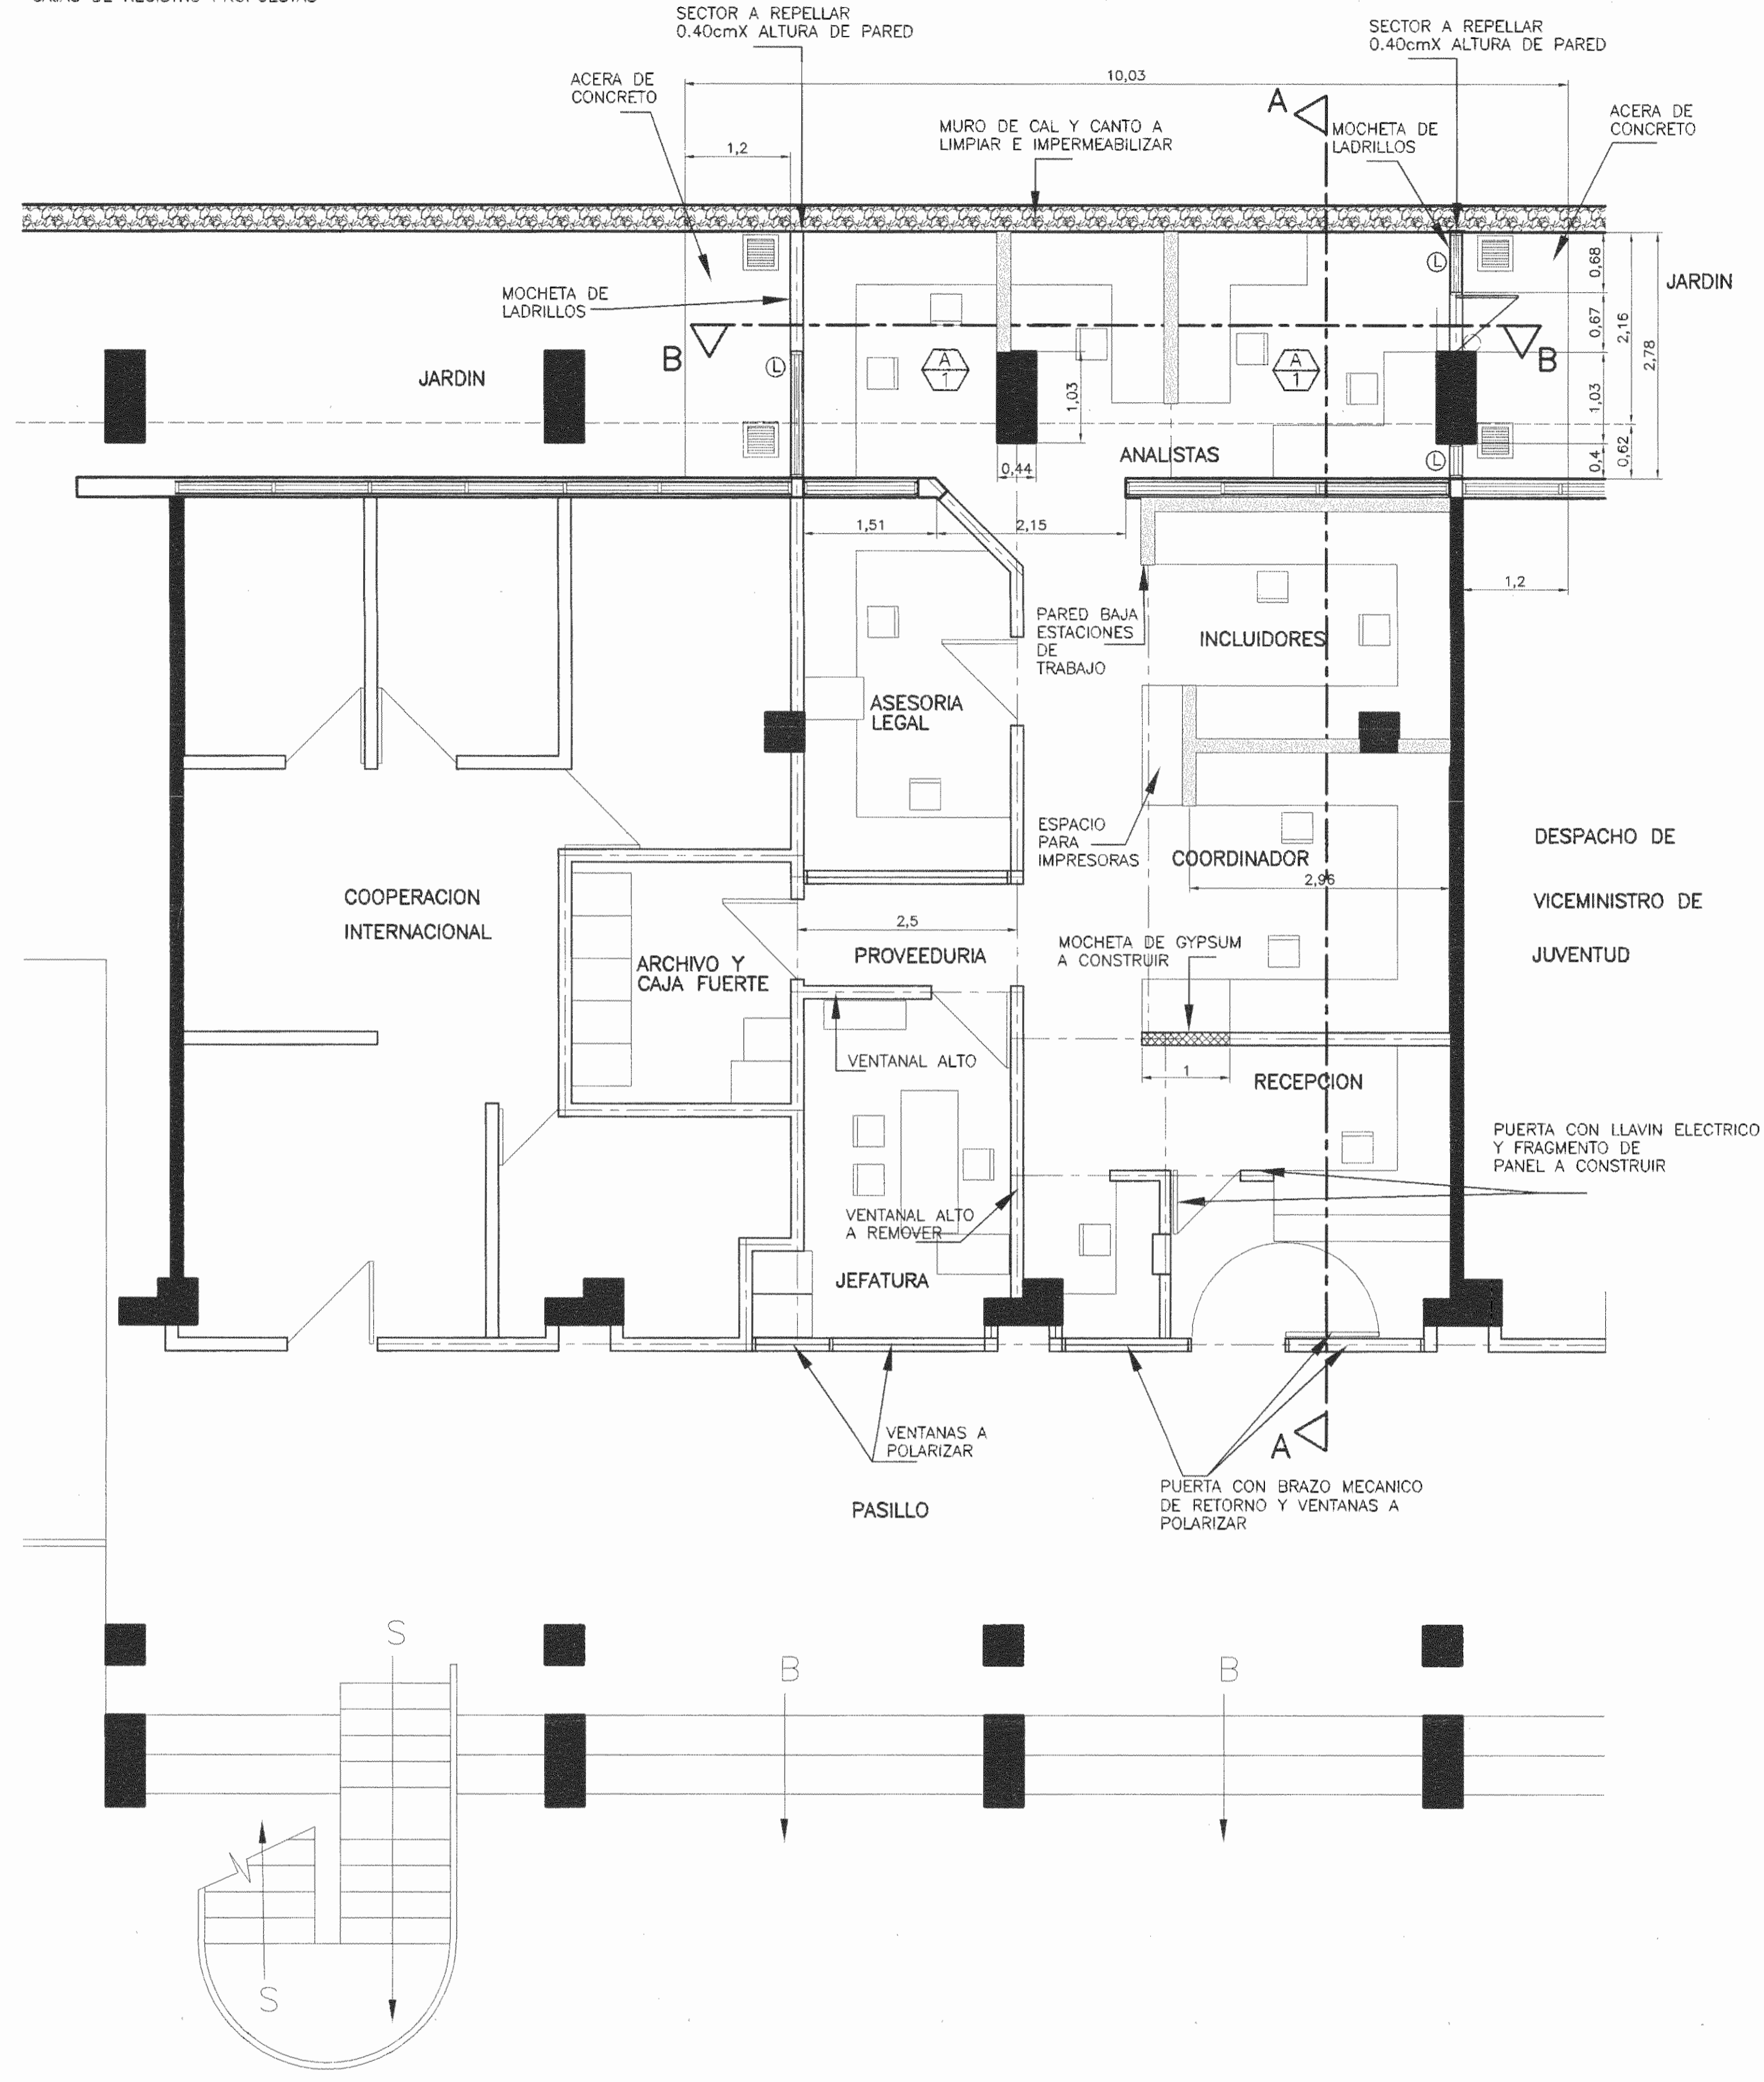 SECTOR A REPELLAR
0.40cmX ALTURA DE PARED
SECTOR A REPELLAR
0.40cmX ALTURA DE PARED
ACERA DE
CONCRETO
10,03
A
ACERA DE
CONCRETO
MURO DE CAL Y CANTO A
LIMPIAR E IMPERMEABILIZAR
MOCHETA DE
LADRILLOS
1,2
MOCHETA DE
LADRILLOS
L
0,68
JARDIN
0,67
2,16
2,78
B
B
JARDIN
L
A
1
A
1
1,03
1,03
ANALISTAS
L
0,4
0,62
0,44
1,51
2,15
1,2
PARED BAJA
ESTACIONES
DE
TRABAJO
INCLUIDORES
ASESORIA
LEGAL
ESPACIO
PARA
IMPRESORAS
COORDINADOR
2,96
DESPACHO DE
VICEMINISTRO DE
JUVENTUD
COOPERACION
INTERNACIONAL
2,5
PROVEEDURIA
MOCHETA DE GYPSUM
A CONSTRUIR
ARCHIVO Y
CAJA FUERTE
VENTANAL ALTO
1
RECEPCION
PUERTA CON LLAVIN ELECTRICO
Y FRAGMENTO DE
PANEL A CONSTRUIR
VENTANAL ALTO
A REMOVER
JEFATURA
VENTANAS A
POLARIZAR
A
PUERTA CON BRAZO MECANICO
DE RETORNO Y VENTANAS A
POLARIZAR
PASILLO
S
B
B
S